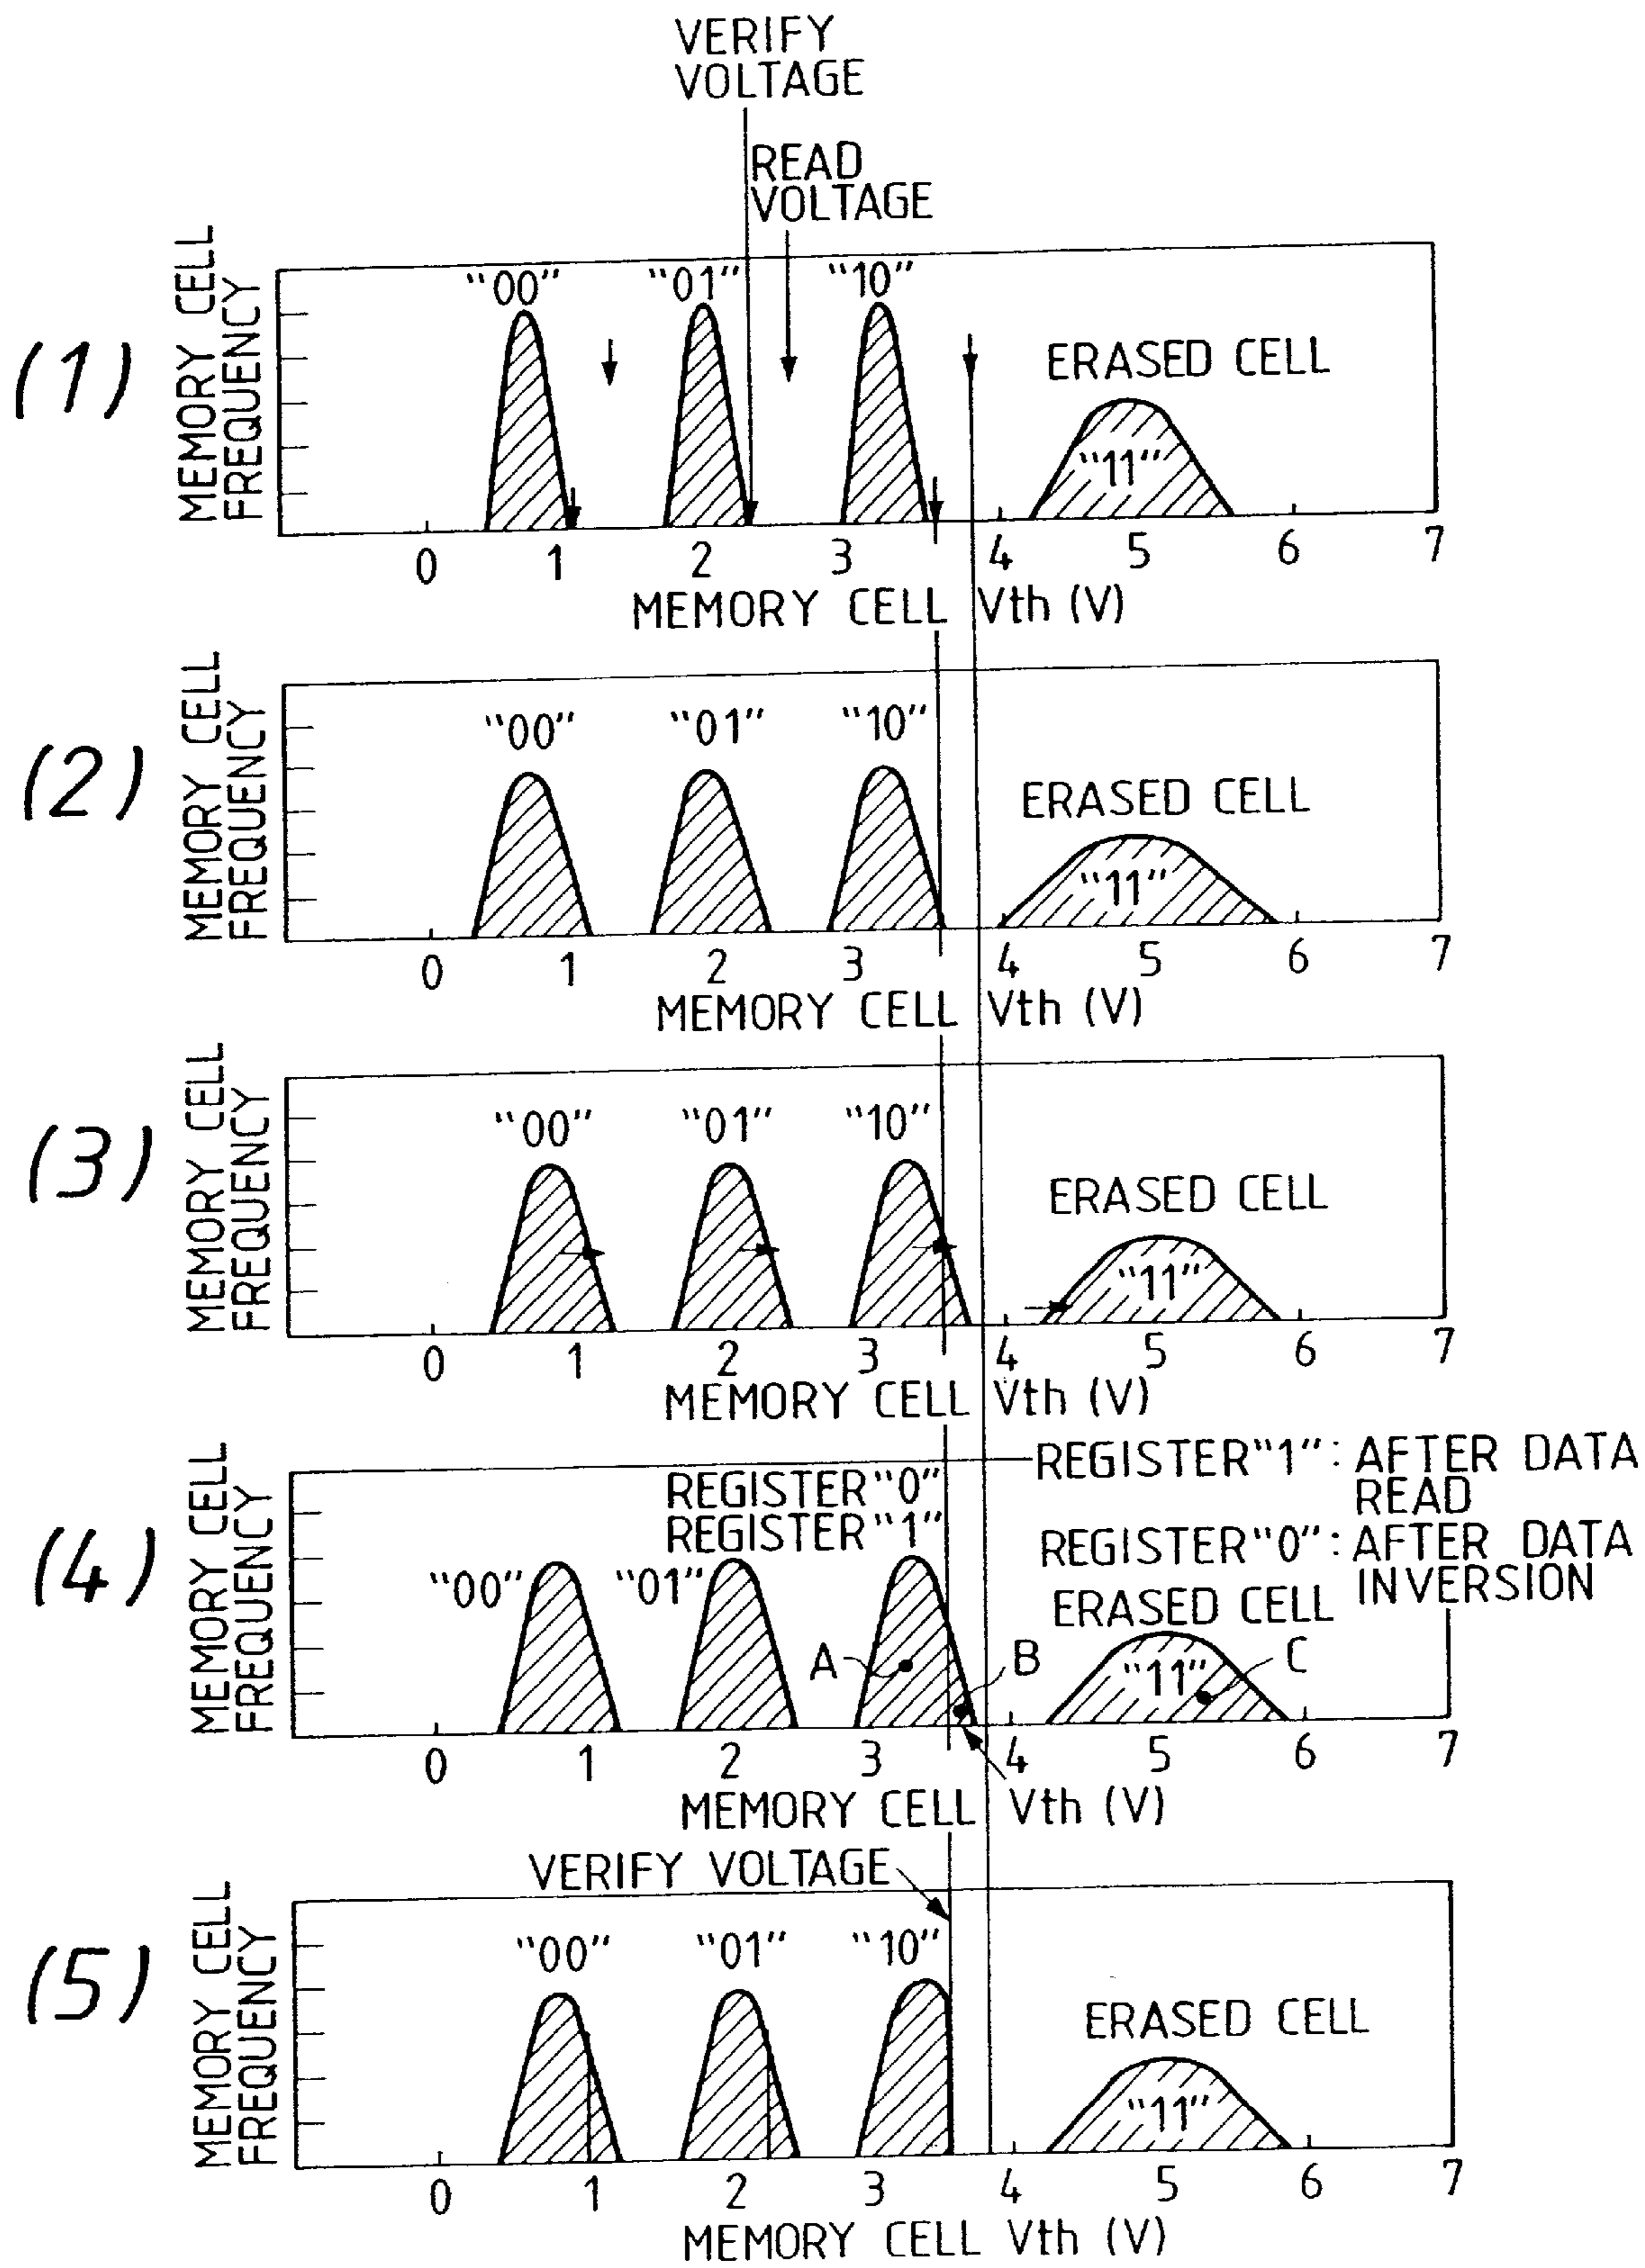 VERIFY
VOLTAGE
READ
VOLTAGE
(1)
MEMORY CELL
FREQUENCY
"00"
"01"
"10"
ERASED CELL
"11"
0 1 2 3 4 5 6 7
MEMORY CELL Vth (V)
(2)
MEMORY CELL
FREQUENCY
"00"
"01"
"10"
ERASED CELL
"11"
0 1 2 3 4 5 6 7
MEMORY CELL Vth (V)
(3)
MEMORY CELL
FREQUENCY
"00"
"01"
"10"
ERASED CELL
"11"
0 1 2 3 4 5 6 7
MEMORY CELL Vth (V)
(4)
MEMORY CELL
FREQUENCY
REGISTER "0"
REGISTER "1"
REGISTER "1": AFTER DATA
READ
REGISTER "0": AFTER DATA
INVERSION
"00"
"01"
ERASED CELL
A
B
"11"
C
0 1 2 3 4 5 6 7
MEMORY CELL Vth (V)
(5)
VERIFY VOLTAGE
MEMORY CELL
FREQUENCY
"00"
"01"
"10"
ERASED CELL
"11"
0 1 2 3 4 5 6 7
MEMORY CELL Vth (V)